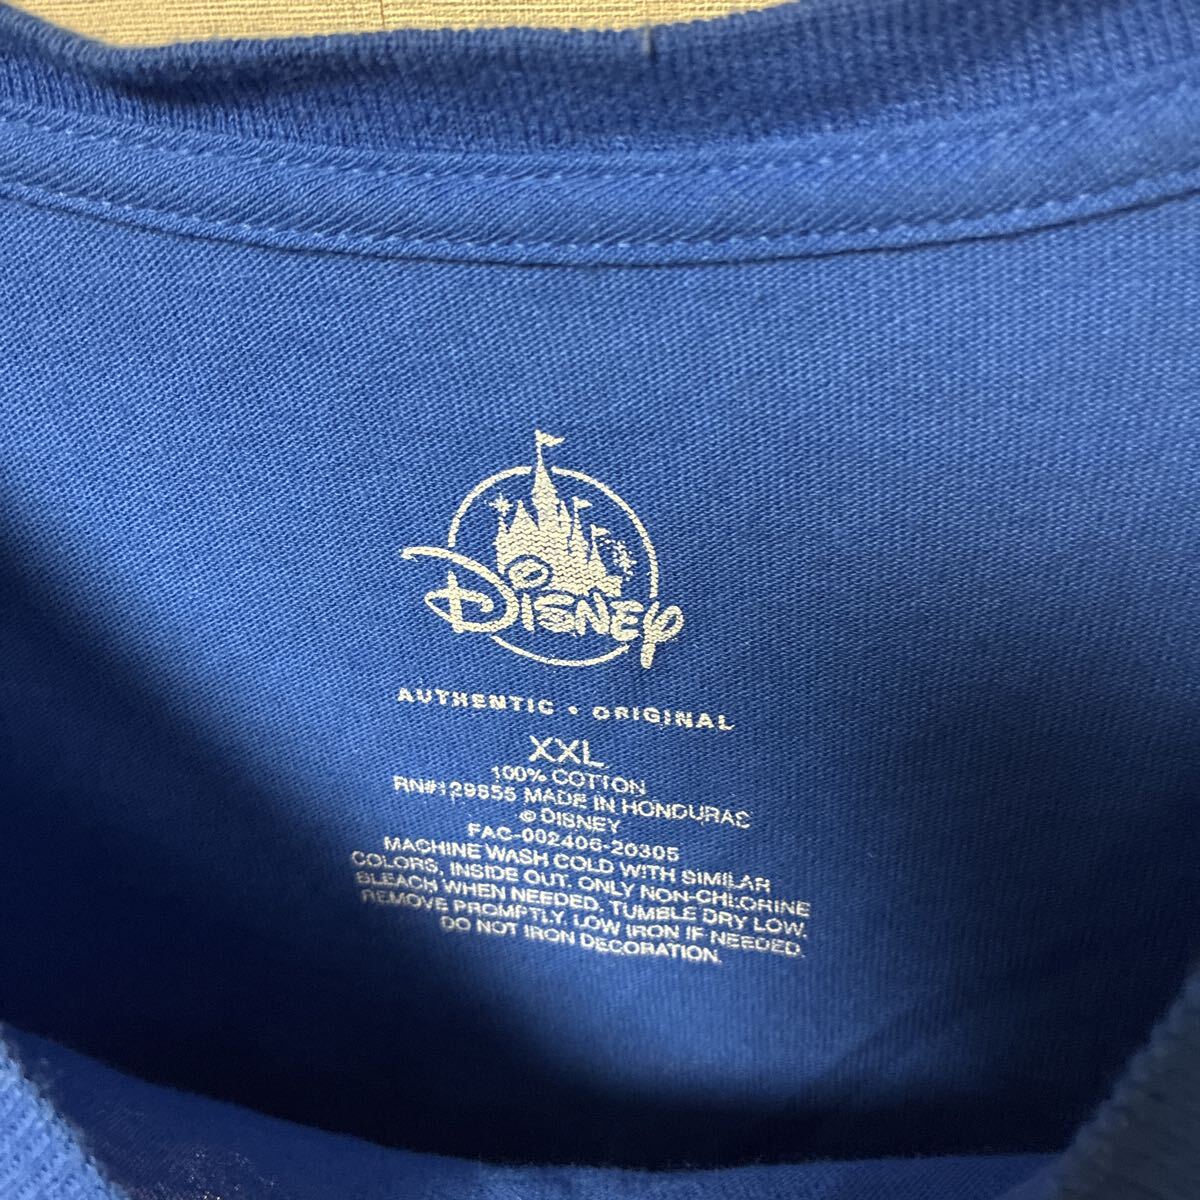 Disney
AUTHENTIC • ORIGINAL
XXL
100% COTTON
RN#129855 MADE IN HONDURAS
© DISNEY
FAC-002406-20305
MACHINE WASH COLD WITH SIMILAR
COLORS, INSIDE OUT. ONLY NON-CHLORINE
BLEACH WHEN NEEDED. TUMBLE DRY LOW.
REMOVE PROMPTLY. LOW IRON IF NEEDED.
DO NOT IRON DECORATION.